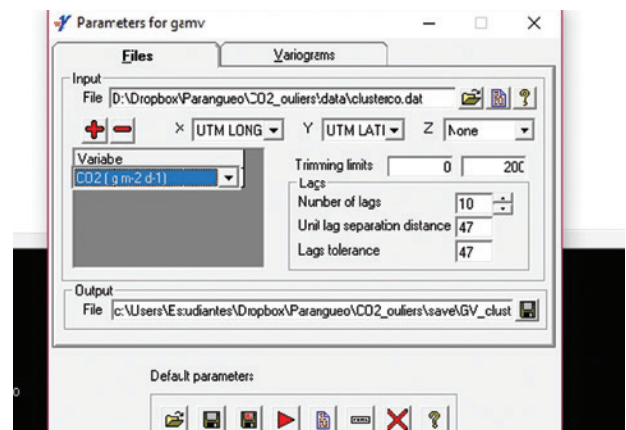 Parameters for gamv
Files
Variograms
Input
File D:\Dropbox\Parangueo\CO2_ouliers\data\clusterco.dat
X UTM LONG Y UTM LATI Z None
Variabe
CO2 ( g m-2 d-1)
Trimming limits 0 200
Lags
Number of lags 10
Unit lag separation distance 47
Lags tolerance 47
Output
File c:\Users\Estudiantes\Dropbox\Parangueo\CO2_ouliers\save\GV_clust
Default parameters
0